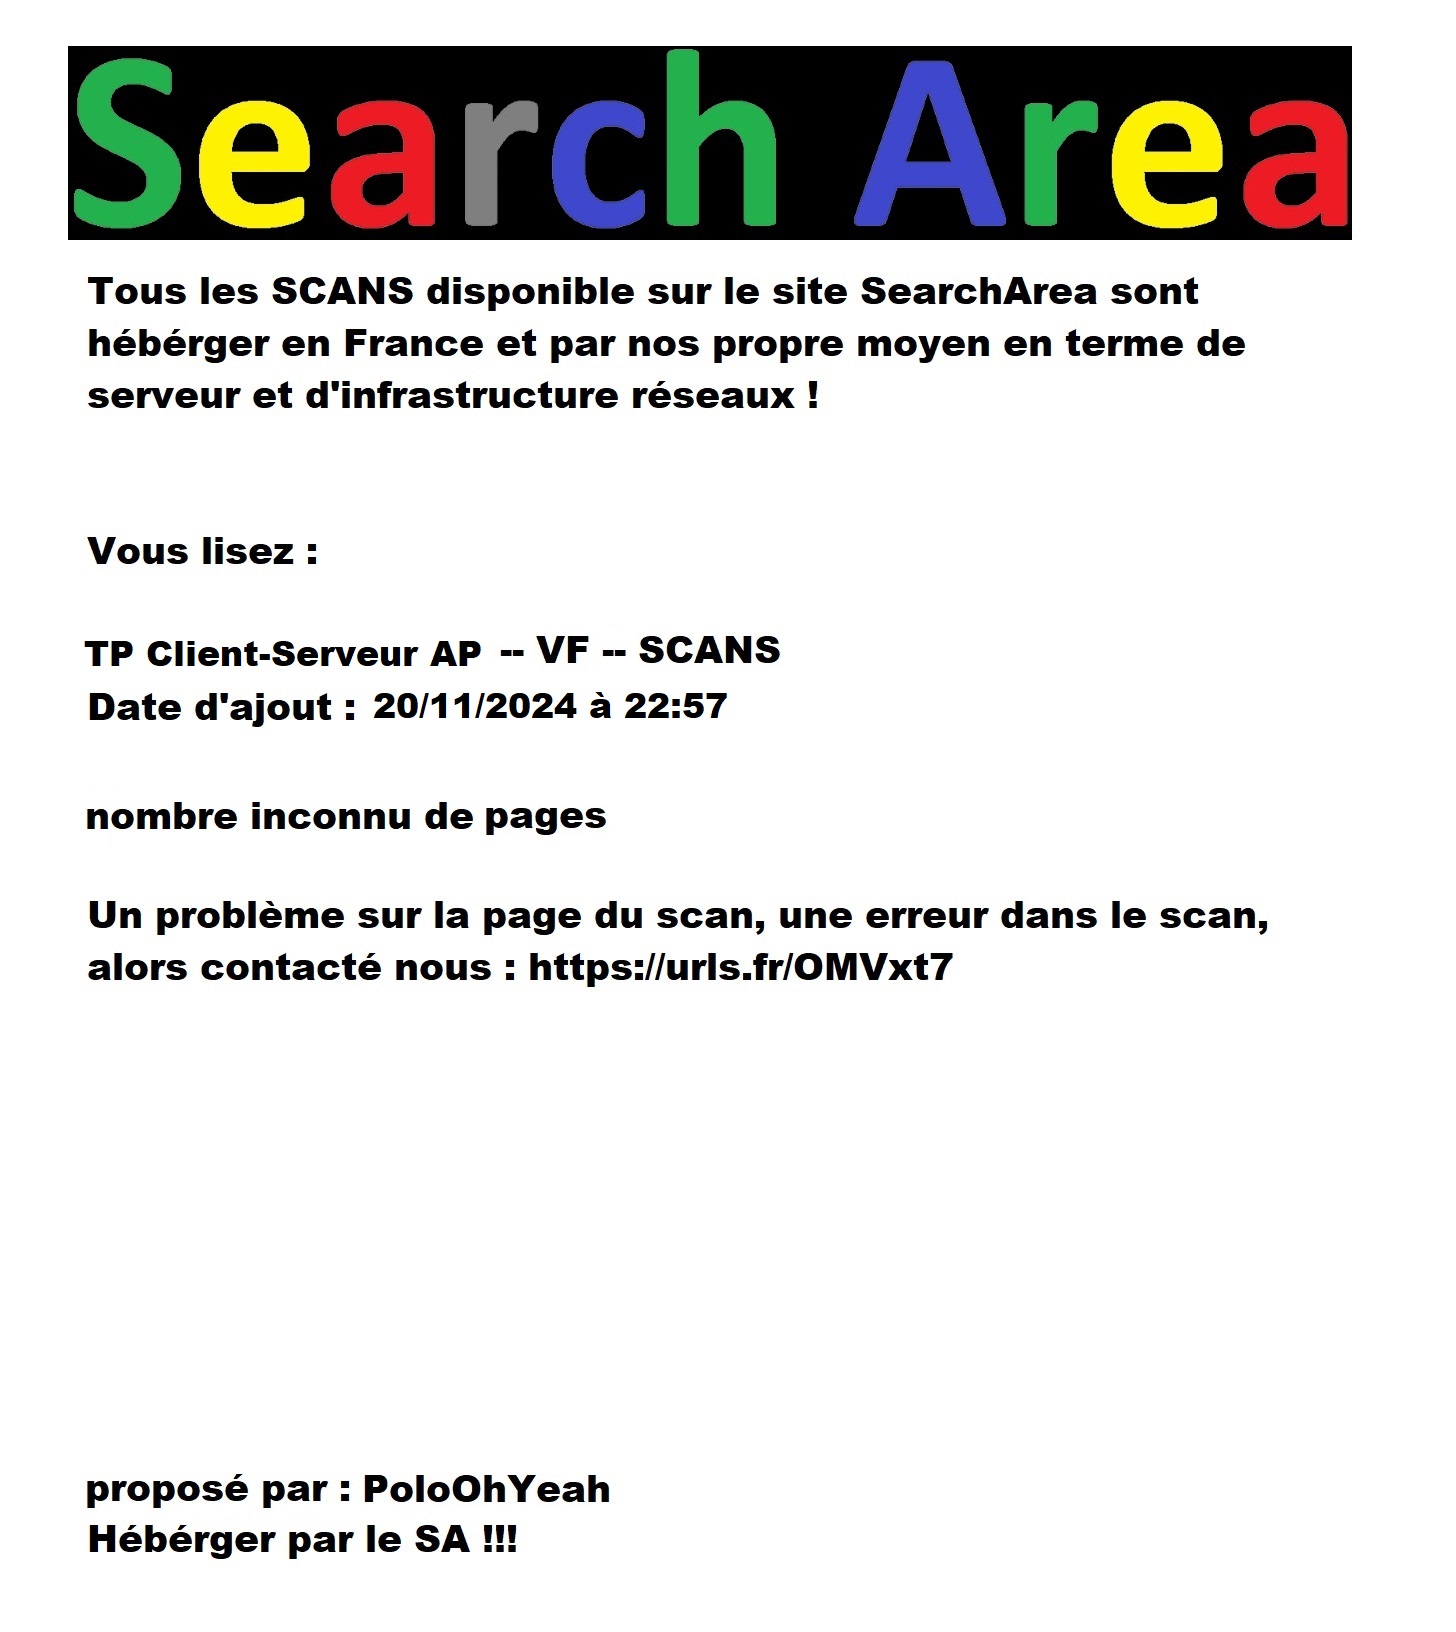 Search Area
Tous les SCANS disponible sur le site SearchArea sont
hébérger en France et par nos propre moyen en terme de
serveur et d'infrastructure réseaux !
Vous lisez :
TP Client-Serveur AP -- VF -- SCANS
Date d'ajout : 20/11/2024 à 22:57
nombre inconnu de pages
Un problème sur la page du scan, une erreur dans le scan,
alors contacté nous : https://urls.fr/OMVxt7
proposé par : PoloOhYeah
Hébérger par le SA !!!